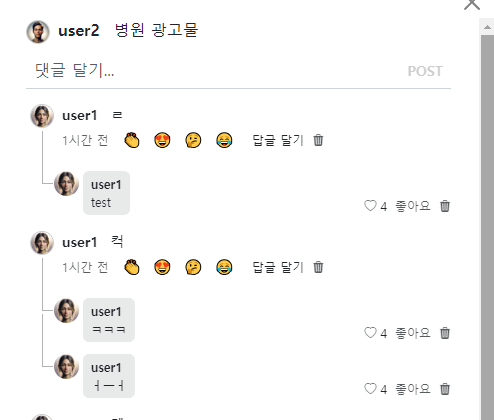 user2 병원 광고물
댓글 달기... POST
user1 ㄹ
1시간 전 답글 달기
user1
test
4 좋아요
user1 컥
1시간 전 답글 달기
user1
ㅋㅋㅋ
4 좋아요
user1
ㅓㅡㅓ
4 좋아요